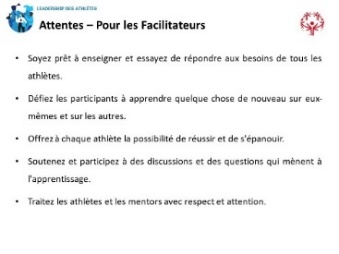 LEADERSHIP DES ATHLÈTES
Attentes – Pour les Facilitateurs
• Soyez prêt à enseigner et essayez de répondre aux besoins de tous les
athlètes.
• Défiez les participants à apprendre quelque chose de nouveau sur eux-
mêmes et sur les autres.
• Offrez à chaque athlète la possibilité de réussir et de s'épanouir.
• Soutenez et participez à des discussions et des questions qui mènent à
l'apprentissage.
• Traitez les athlètes et les mentors avec respect et attention.